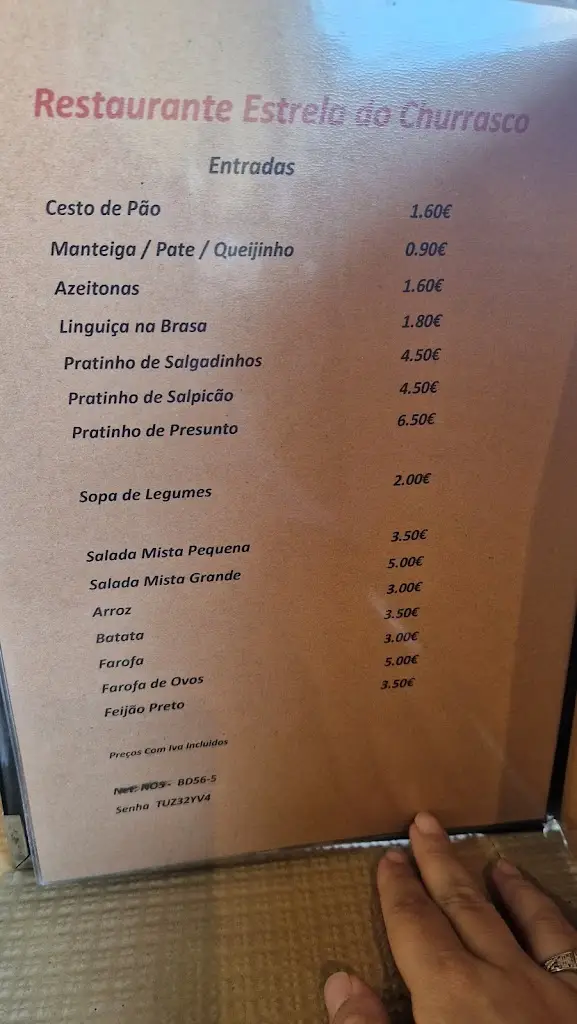 Restaurante Estrela do Churrasco
Entradas
Cesto de Pão 1.60€
Manteiga / Pate / Queijinho 0.90€
Azeitonas 1.60€
Linguiça na Brasa 1.80€
Pratinho de Salgadinhos 4.50€
Pratinho de Salpicão 4.50€
Pratinho de Presunto 6.50€
Sopa de Legumes 2.00€
Salada Mista Pequena 3.50€
Salada Mista Grande 5.00€
Arroz 3.00€
Batata 3.50€
Farofa 3.00€
Farofa de Ovos 5.00€
Feijão Preto 3.50€
Preços Com Iva Incluidos
Net: NOS- BD56-5
Senha TUZ32YV4